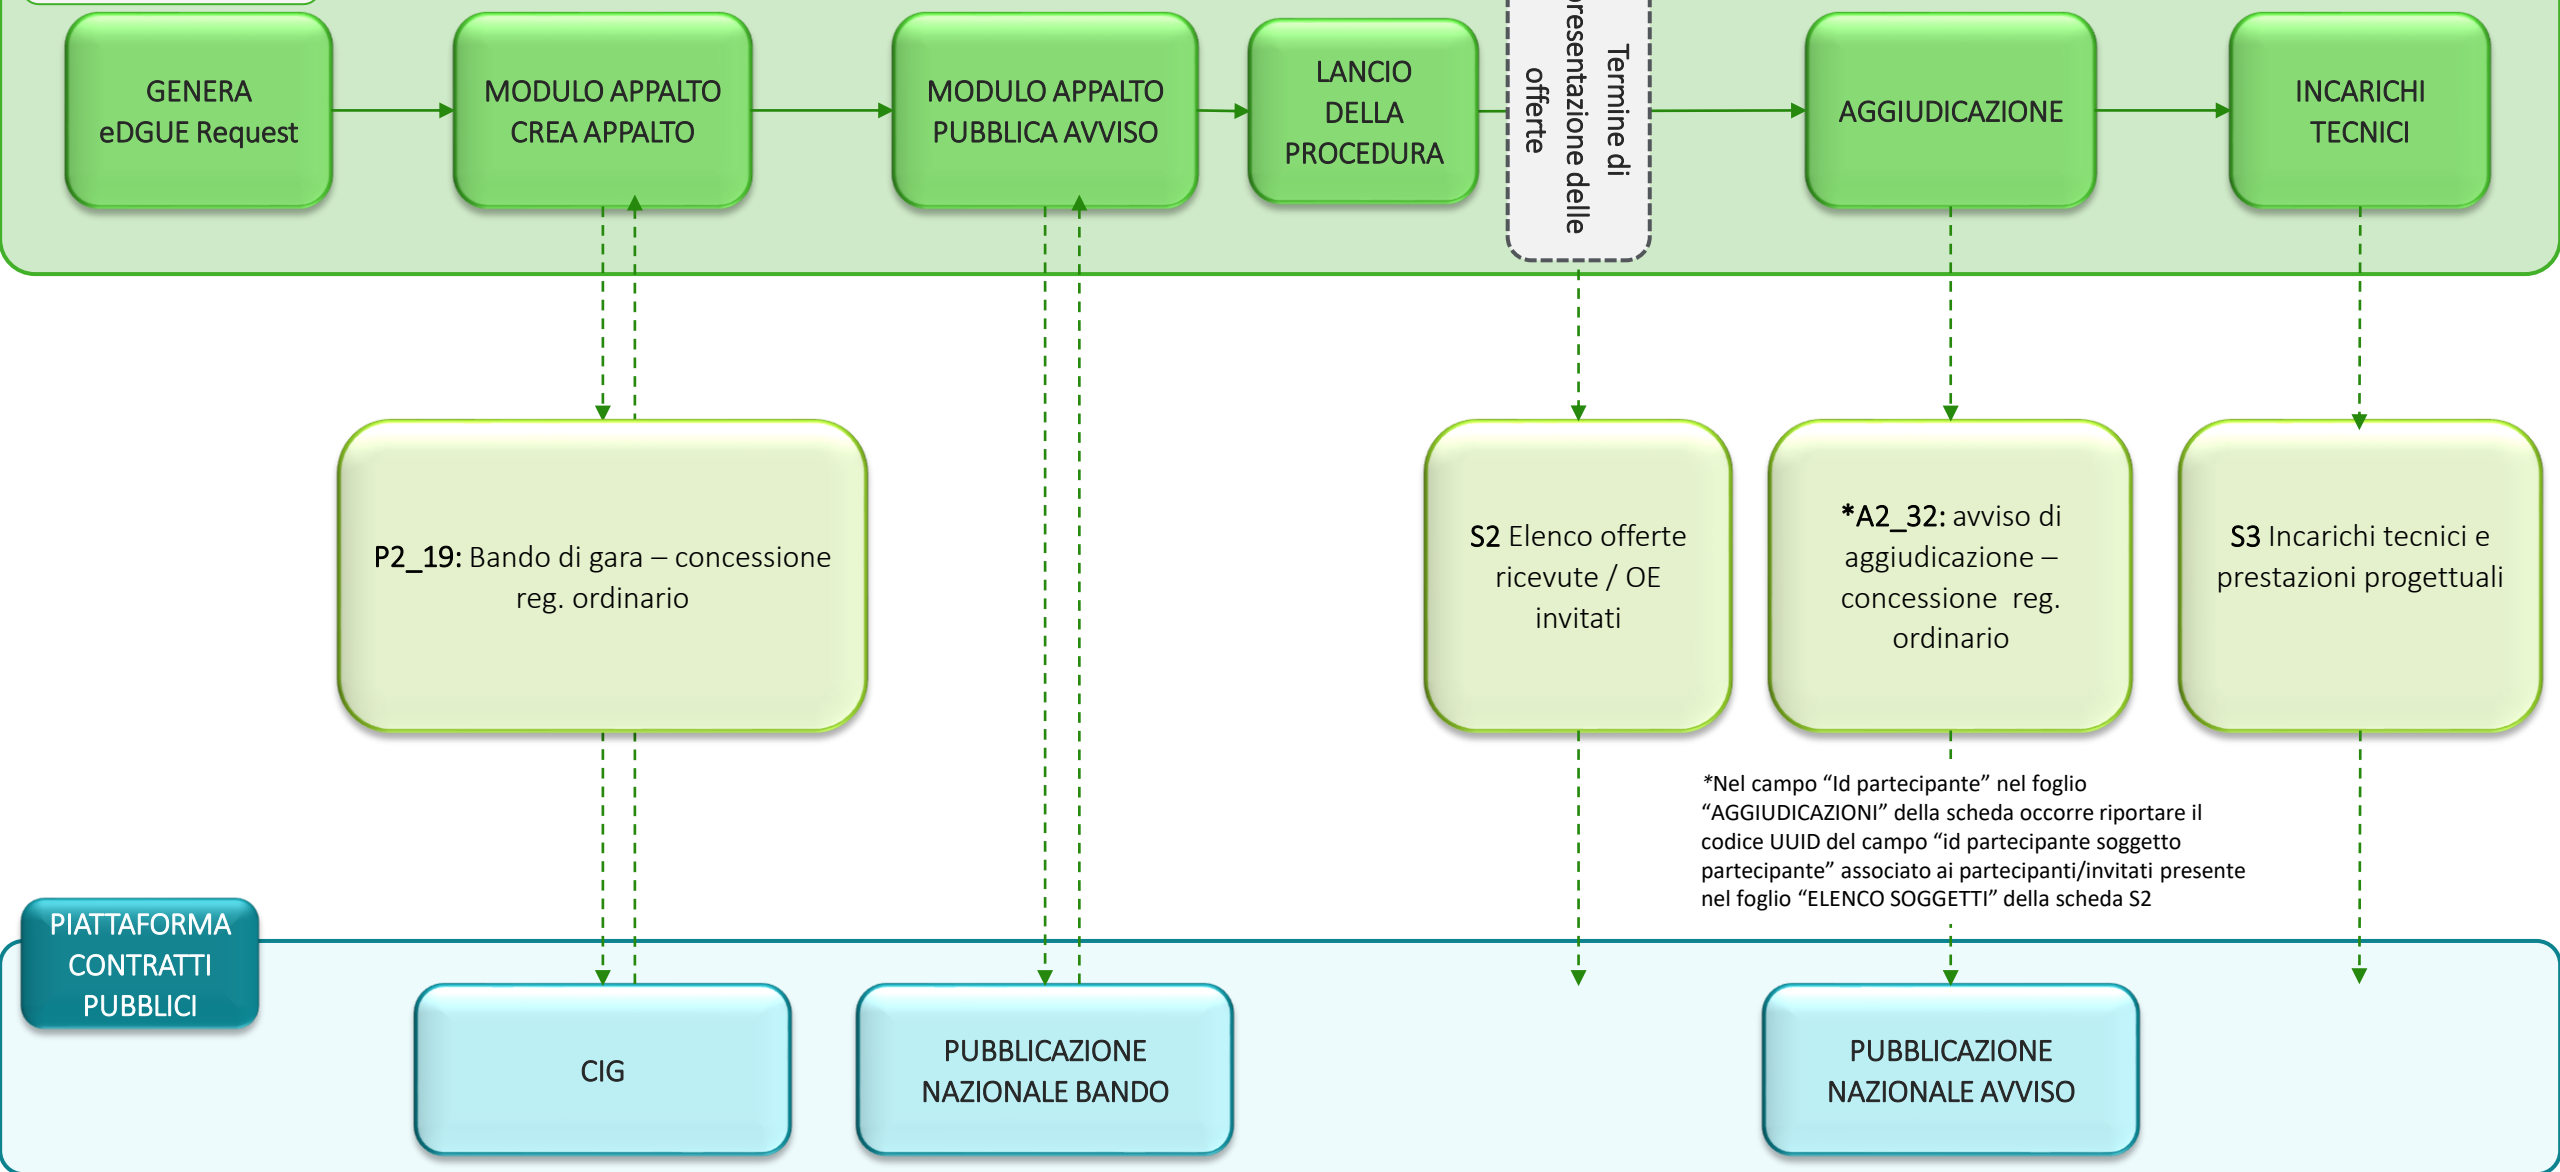 GENERA
eDGUE Request
MODULO APPALTO
CREA APPALTO
MODULO APPALTO
PUBBLICA AVVISO
LANCIO
DELLA
PROCEDURA
Termine di
presentazione delle
offerte
AGGIUDICAZIONE
INCARICHI
TECNICI
P2_19: Bando di gara – concessione
reg. ordinario
S2 Elenco offerte
ricevute / OE
invitati
*A2_32: avviso di
aggiudicazione –
concessione reg.
ordinario
S3 Incarichi tecnici e
prestazioni progettuali
*Nel campo “Id partecipante” nel foglio
“AGGIUDICAZIONI” della scheda occorre riportare il
codice UUID del campo “id partecipante soggetto
partecipante” associato ai partecipanti/invitati presente
nel foglio “ELENCO SOGGETTI” della scheda S2
PIATTAFORMA
CONTRATTI
PUBBLICI
CIG
PUBBLICAZIONE
NAZIONALE BANDO
PUBBLICAZIONE
NAZIONALE AVVISO